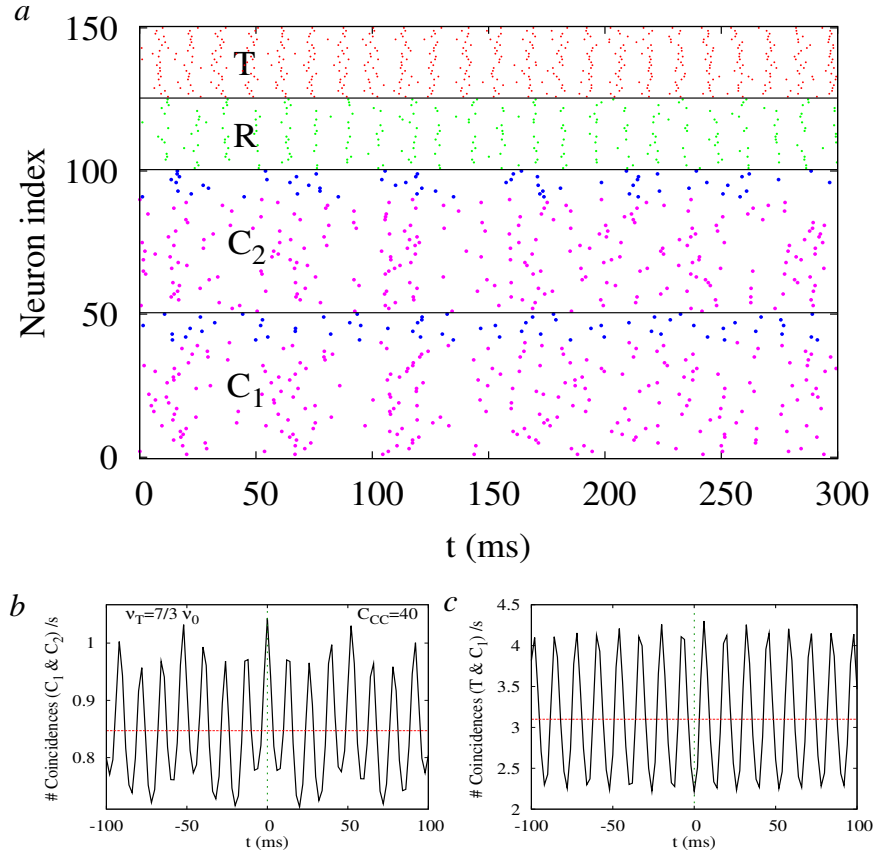 a
150
100
50
0
Neuron index
T
R
C₂
C₁
0 50 100 150 200 250 300
t (ms)
b
ν_T=7/3 ν₀ C_CC=40
# Coincidences (C₁ & C₂) /s
1
0.9
0.8
-100 -50 0 50 100
t (ms)
c
# Coincidences (T & C₁) /s
4.5
4
3.5
3
2.5
2
-100 -50 0 50 100
t (ms)